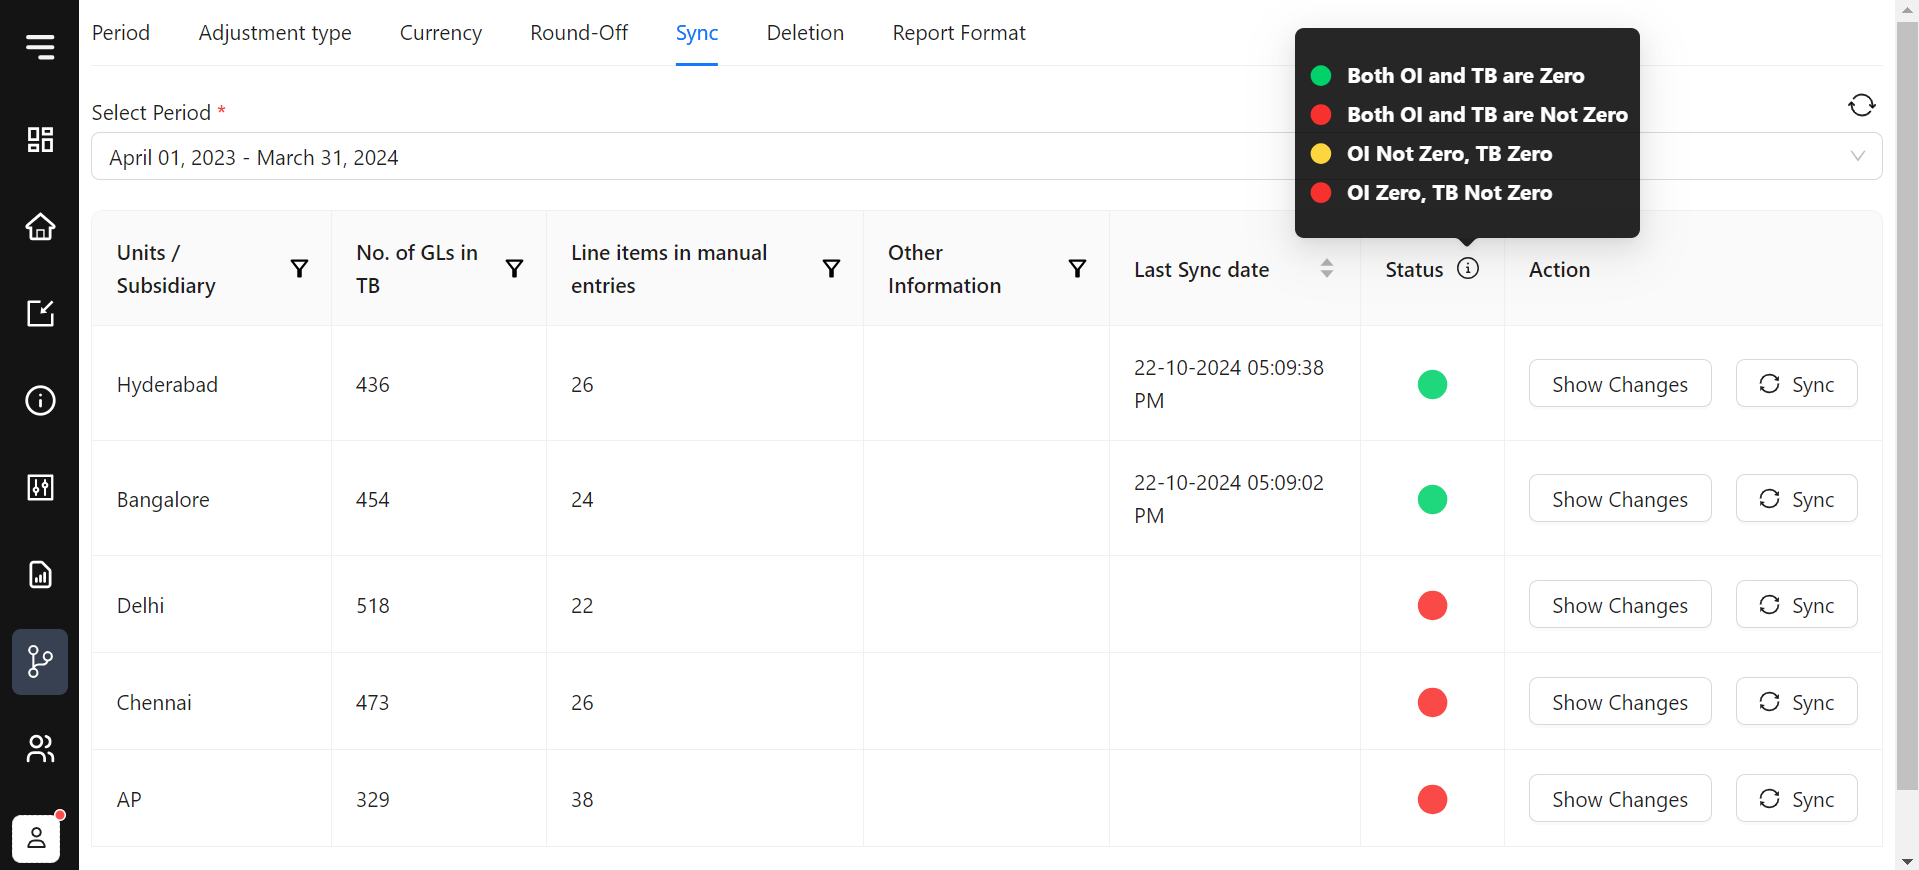 Period
Adjustment type
Currency
Round-Off
Sync
Deletion
Report Format
Both OI and TB are Zero
Both OI and TB are Not Zero
OI Not Zero, TB Zero
OI Zero, TB Not Zero
Select Period *
April 01, 2023 - March 31, 2024
Units /
Subsidiary
No. of GLs in
TB
Line items in manual
entries
Other
Information
Last Sync date
Status
Action
Hyderabad
436
26
22-10-2024 05:09:38
PM
Show Changes
Sync
Bangalore
454
24
22-10-2024 05:09:02
PM
Show Changes
Sync
Delhi
518
22
Show Changes
Sync
Chennai
473
26
Show Changes
Sync
AP
329
38
Show Changes
Sync